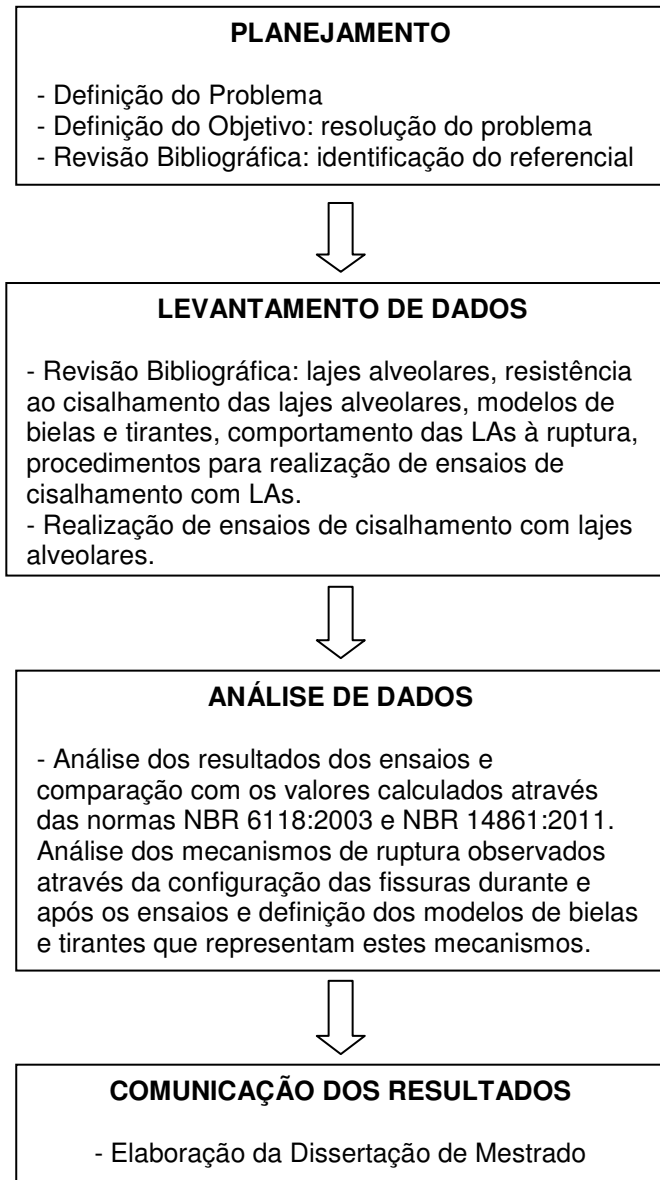 PLANEJAMENTO
- Definição do Problema
- Definição do Objetivo: resolução do problema
- Revisão Bibliográfica: identificação do referencial
LEVANTAMENTO DE DADOS
- Revisão Bibliográfica: lajes alveolares, resistência
ao cisalhamento das lajes alveolares, modelos de
bielas e tirantes, comportamento das LAs à ruptura,
procedimentos para realização de ensaios de
cisalhamento com LAs.
- Realização de ensaios de cisalhamento com lajes
alveolares.
ANÁLISE DE DADOS
- Análise dos resultados dos ensaios e
comparação com os valores calculados através
das normas NBR 6118:2003 e NBR 14861:2011.
Análise dos mecanismos de ruptura observados
através da configuração das fissuras durante e
após os ensaios e definição dos modelos de bielas
e tirantes que representam estes mecanismos.
COMUNICAÇÃO DOS RESULTADOS
- Elaboração da Dissertação de Mestrado